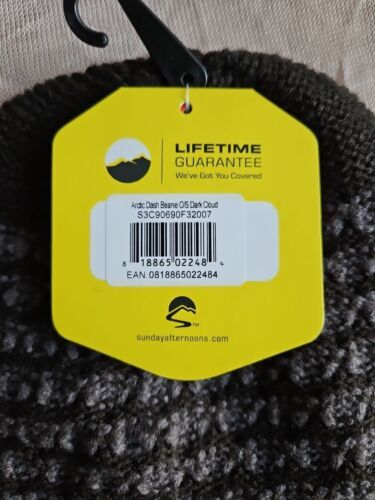 LIFETIME
GUARANTEE
We've Got You Covered
Arctic Dash Beanie O/S Dark Cloud
S3C90690F32007
8 18865 02248 4
EAN: 0818865022484
TM
sundayafternoons.com